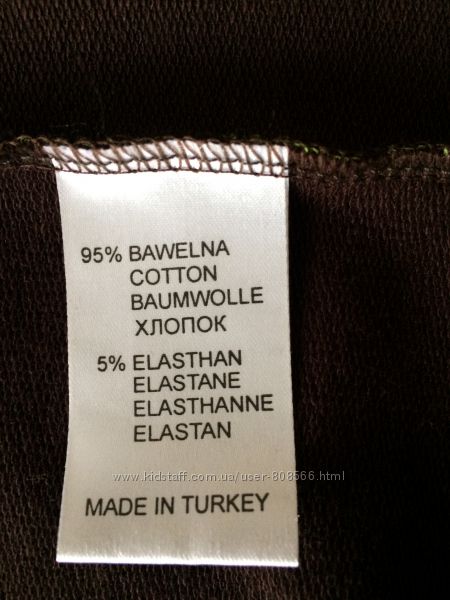 95% BAWELNA
COTTON
BAUMWOLLE
ХЛОПОК
5% ELASTHAN
ELASTANE
ELASTHANNE
ELASTAN
www.kidstaff.com.ua/user-808566.html
MADE IN TURKEY